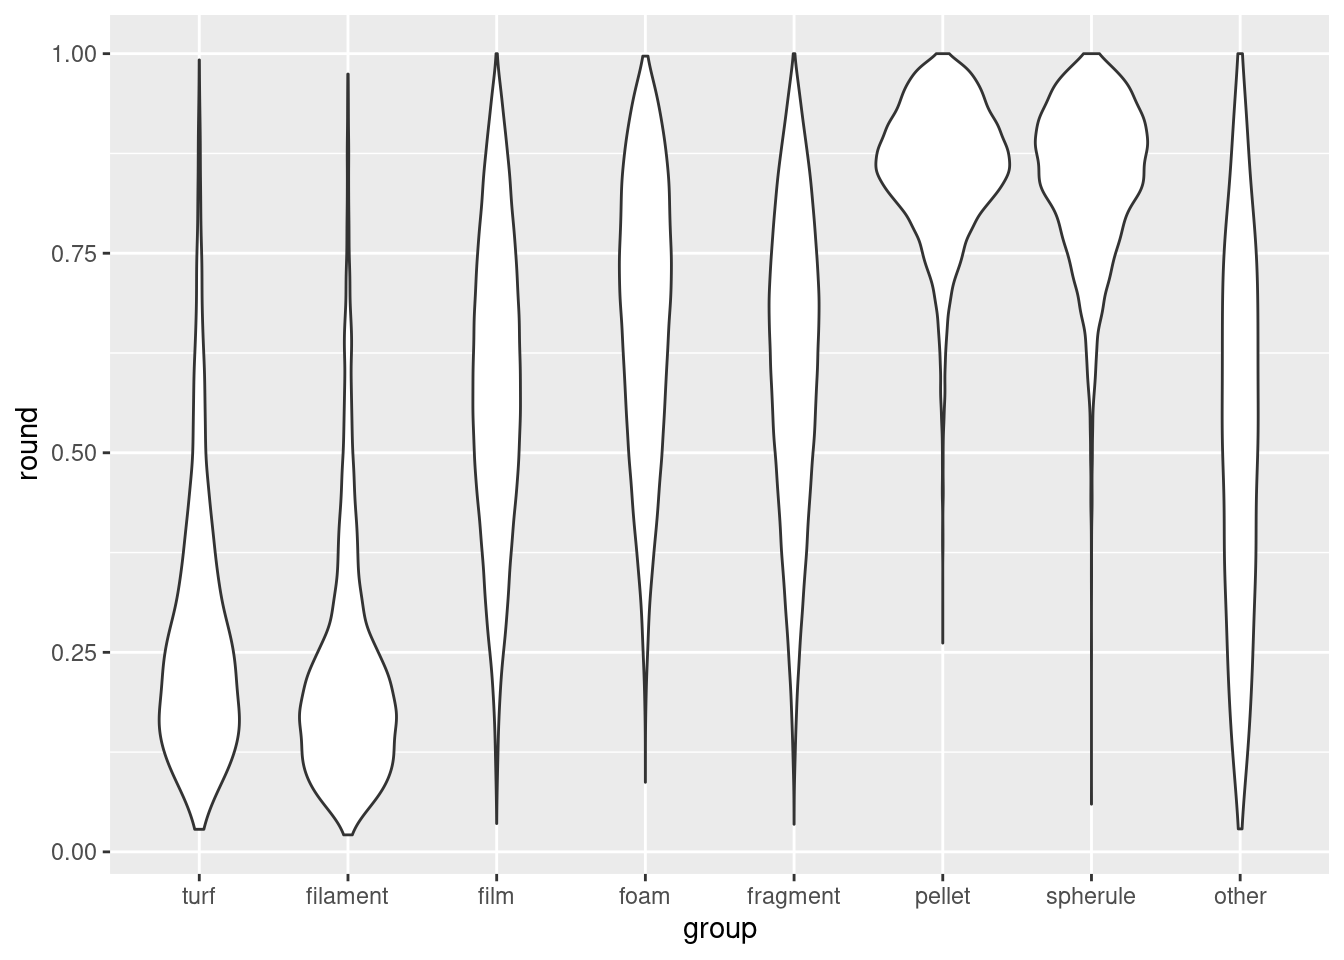 1.00
0.75
0.50
0.25
0.00
round
turf filament film foam fragment pellet spherule other
group